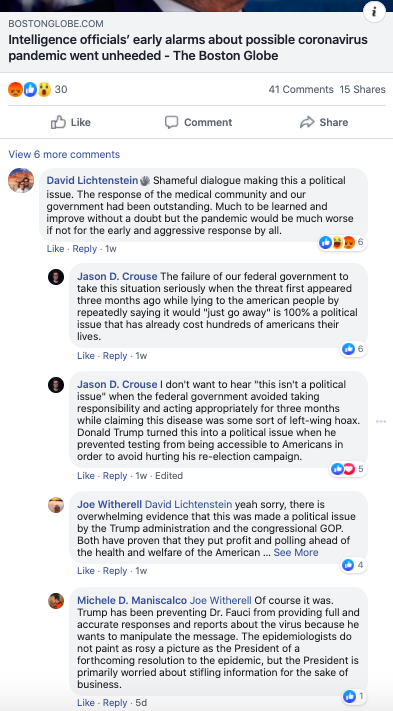 BOSTONGLOBE.COM
i
Intelligence officials' early alarms about possible coronavirus
pandemic went unheeded - The Boston Globe
30
41 Comments 15 Shares
Like
Comment
Share
View 6 more comments
David Lichtenstein Shameful dialogue making this a political
issue. The response of the medical community and our
government had been outstanding. Much to be learned and
improve without a doubt but the pandemic would be much worse
if not for the early and aggressive response by all.
6
Like · Reply · 1w
Jason D. Crouse The failure of our federal government to
take this situation seriously when the threat first appeared
three months ago while lying to the american people by
repeatedly saying it would "just go away" is 100% a political
issue that has already cost hundreds of americans their
lives.
6
Like · Reply · 1w
Jason D. Crouse I don't want to hear "this isn't a political
issue" when the federal government avoided taking
responsibility and acting appropriately for three months
while claiming this disease was some sort of left-wing hoax.
Donald Trump turned this into a political issue when he
prevented testing from being accessible to Americans in
order to avoid hurting his re-election campaign.
5
Like · Reply · 1w · Edited
Joe Witherell David Lichtenstein yeah sorry, there is
overwhelming evidence that this was made a political issue
by the Trump administration and the congressional GOP.
Both have proven that they put profit and polling ahead of
the health and welfare of the American ... See More
4
Like · Reply · 1w
Michele D. Maniscalco Joe Witherell Of course it was.
Trump has been preventing Dr. Fauci from providing full and
accurate responses and reports about the virus because he
wants to manipulate the message. The epidemiologists do
not paint as rosy a picture as the President of a
forthcoming resolution to the epidemic, but the President is
primarily worried about stifling information for the sake of
business.
1
Like · Reply · 5d